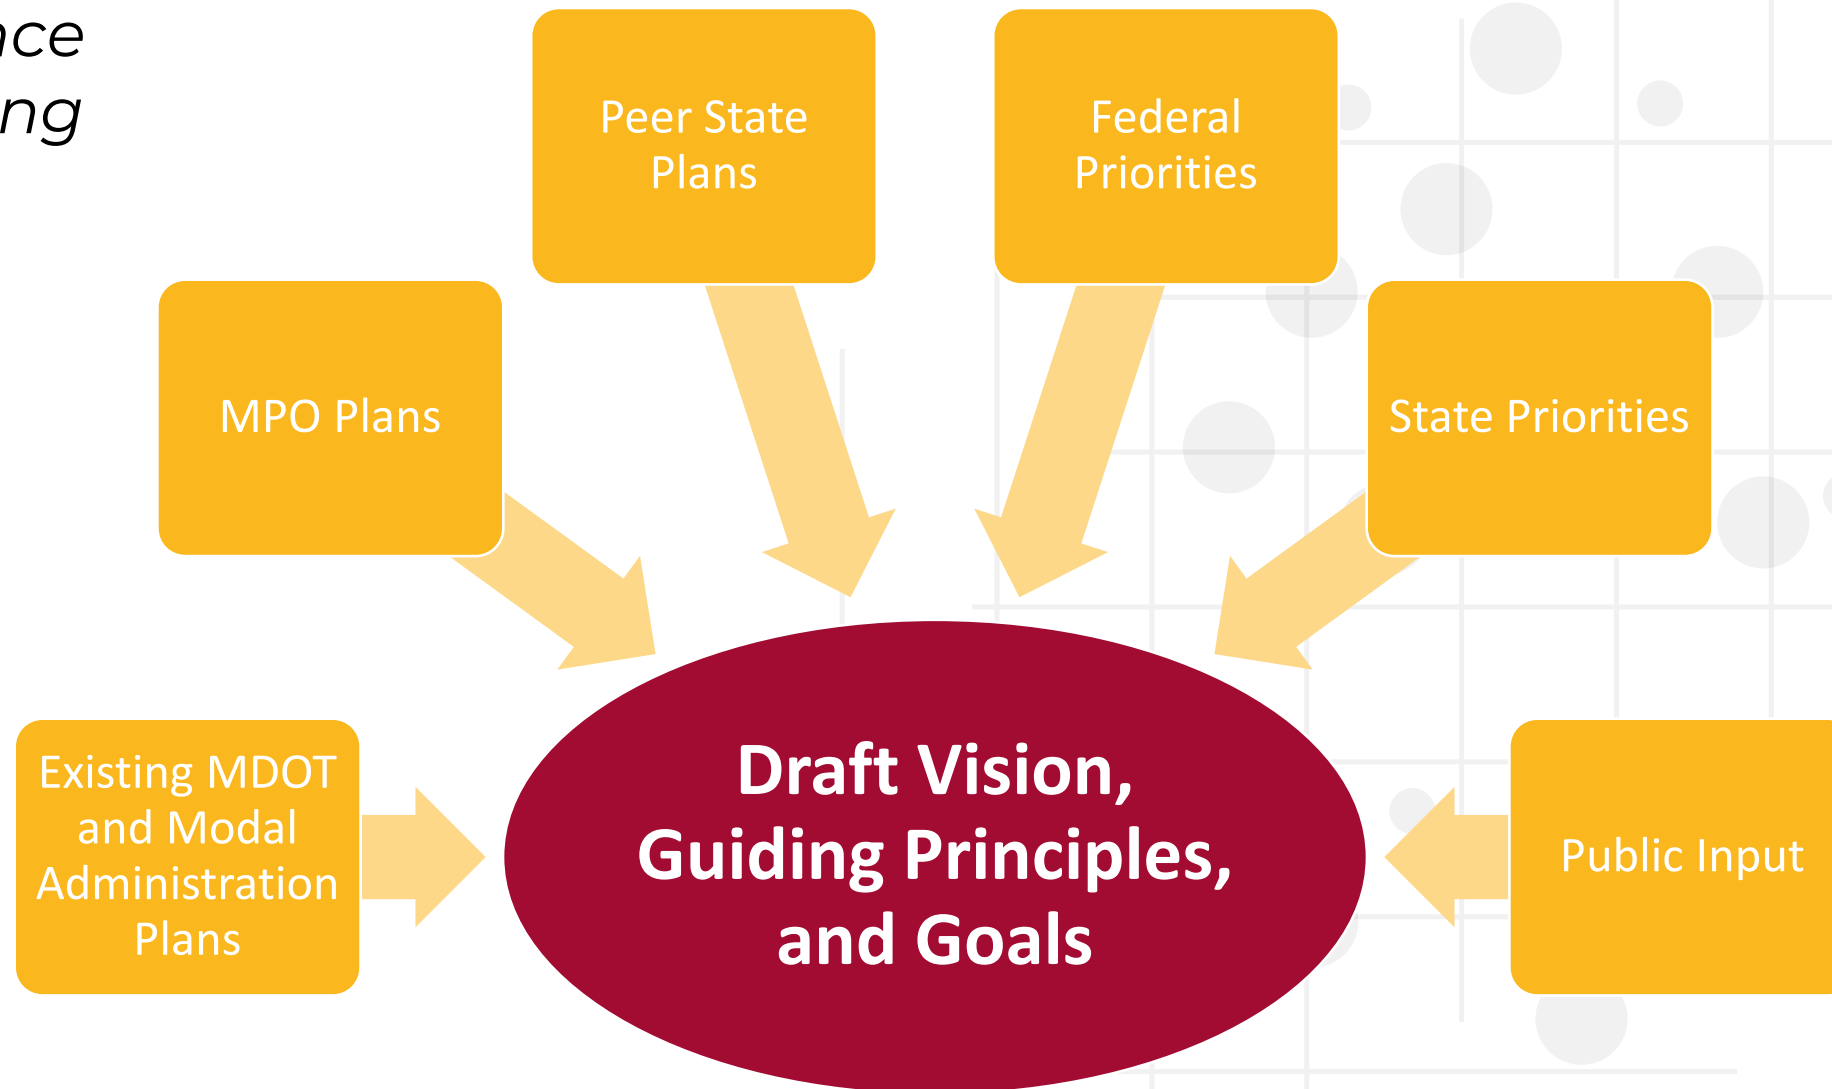 Peer State
Plans
Federal
Priorities
MPO Plans
State Priorities
Existing MDOT
and Modal
Administration
Plans
Draft Vision,
Guiding Principles,
and Goals
Public Input